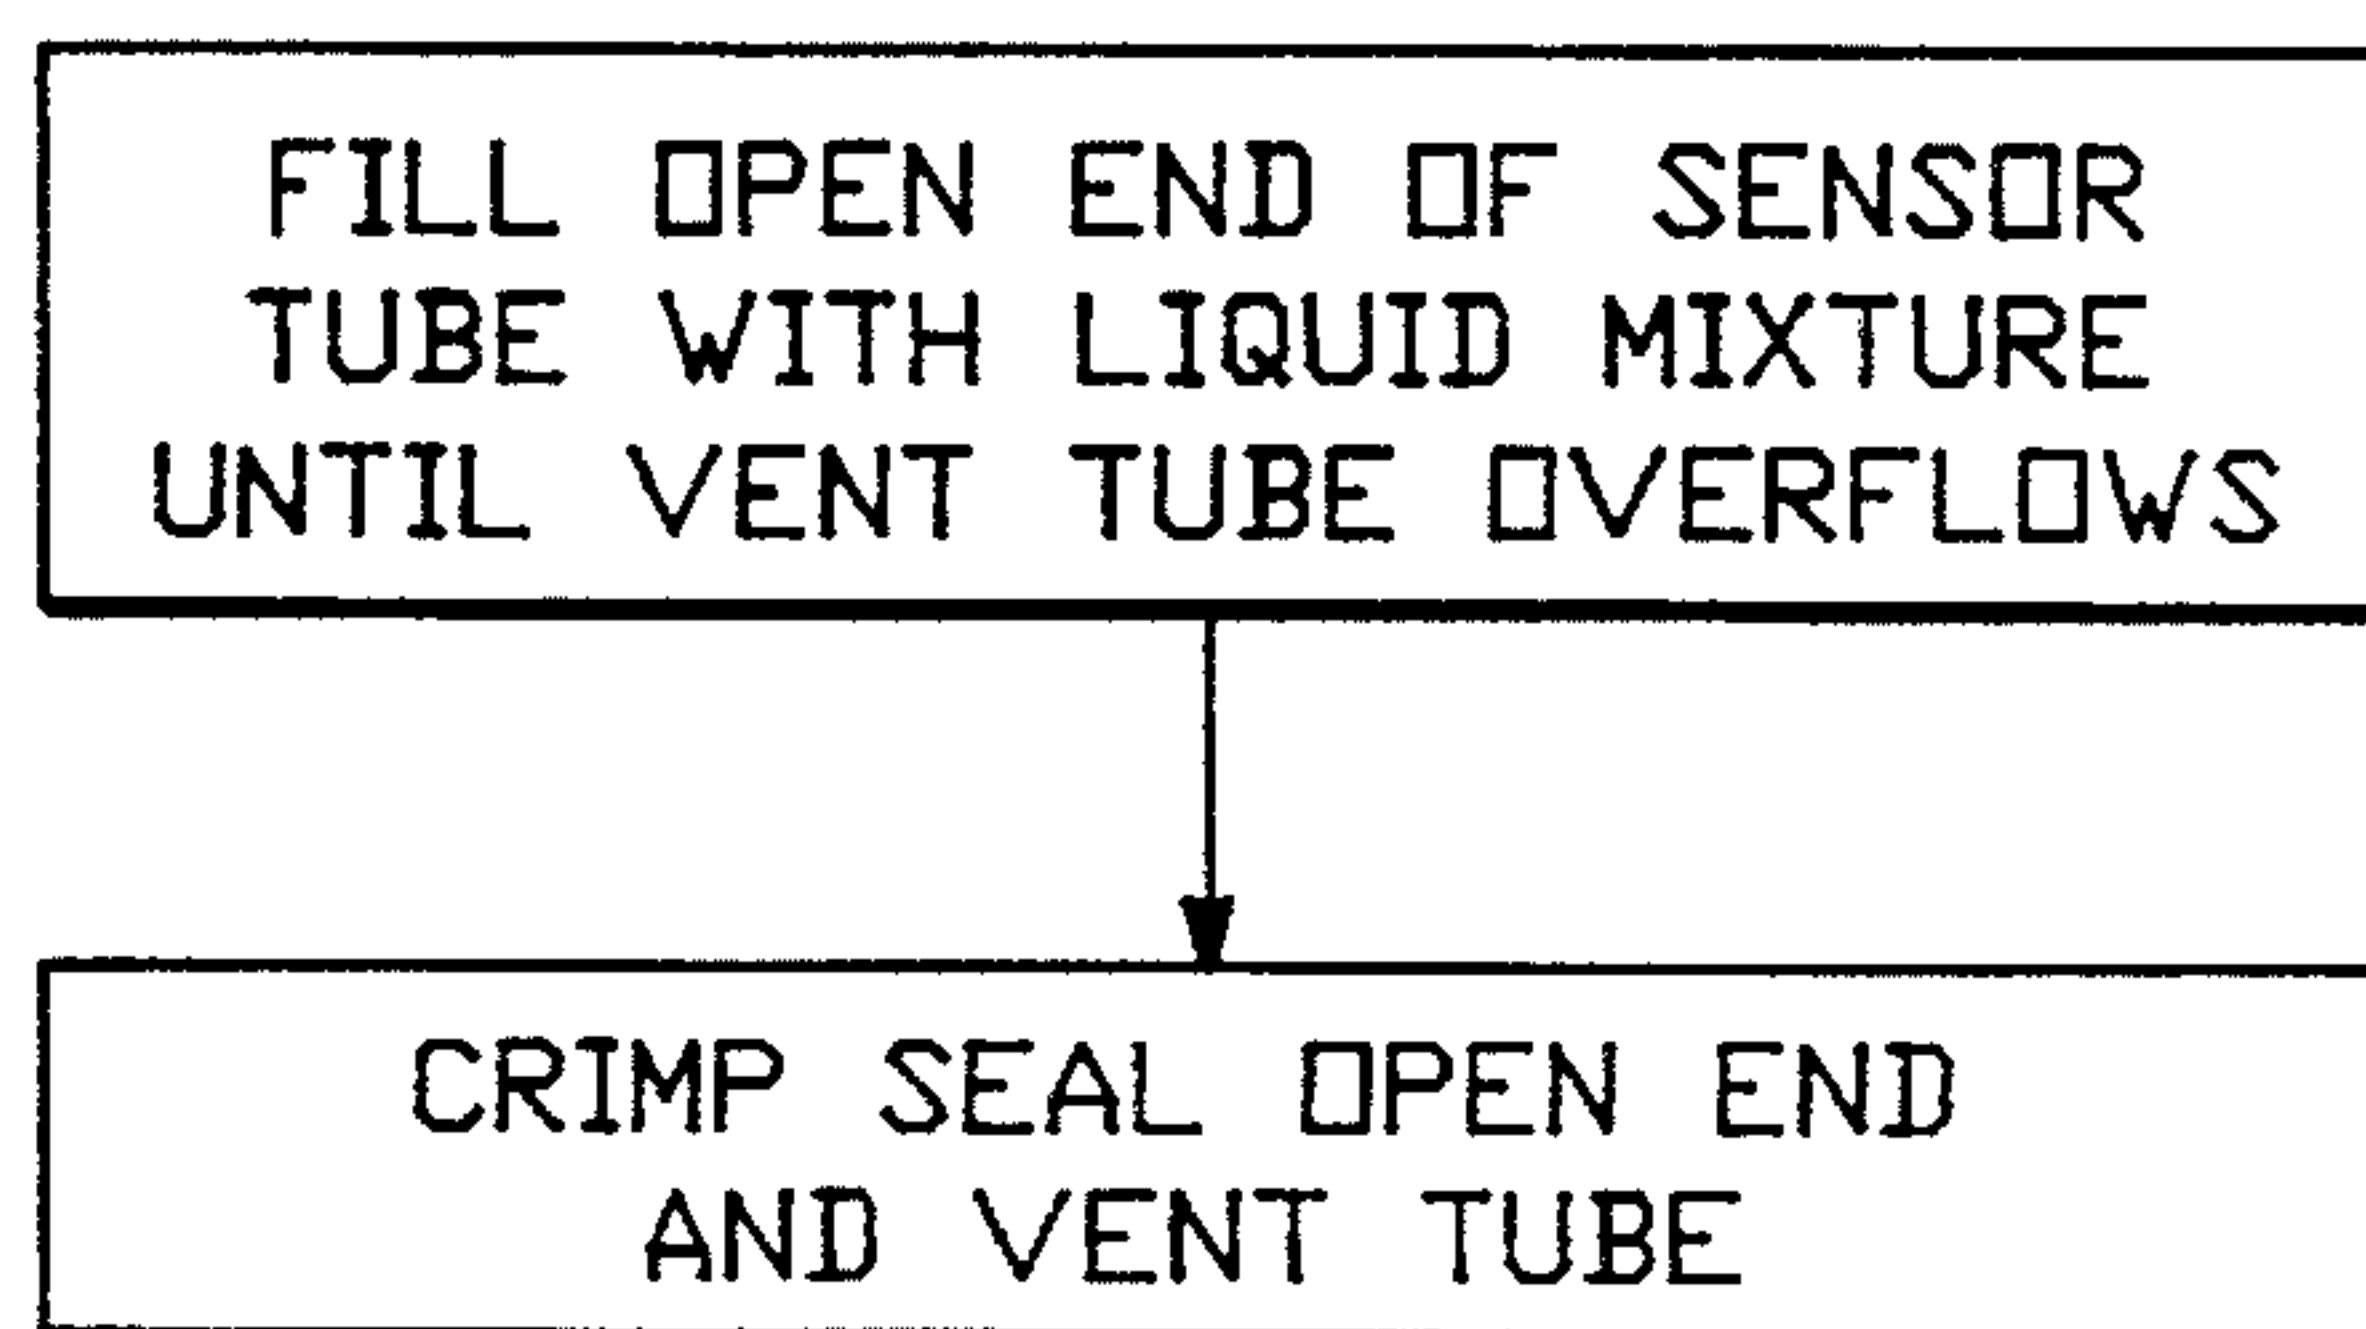 FILL OPEN END OF SENSOR
TUBE WITH LIQUID MIXTURE
UNTIL VENT TUBE OVERFLOWS
CRIMP SEAL OPEN END
AND VENT TUBE